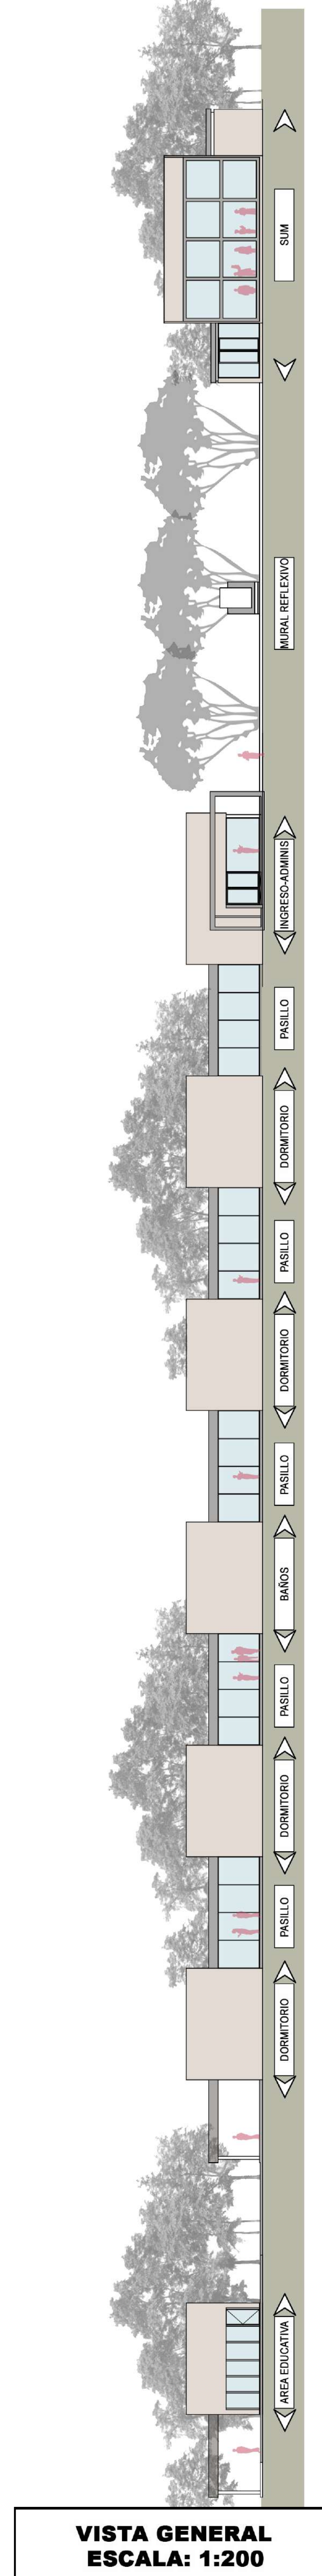 SUM
MURAL REFLEXIVO
INGRESO-ADMINIS
PASILLO
DORMITORIO
PASILLO
DORMITORIO
PASILLO
BAÑOS
PASILLO
DORMITORIO
PASILLO
DORMITORIO
AREA EDUCATIVA
VISTA GENERAL
ESCALA: 1:200